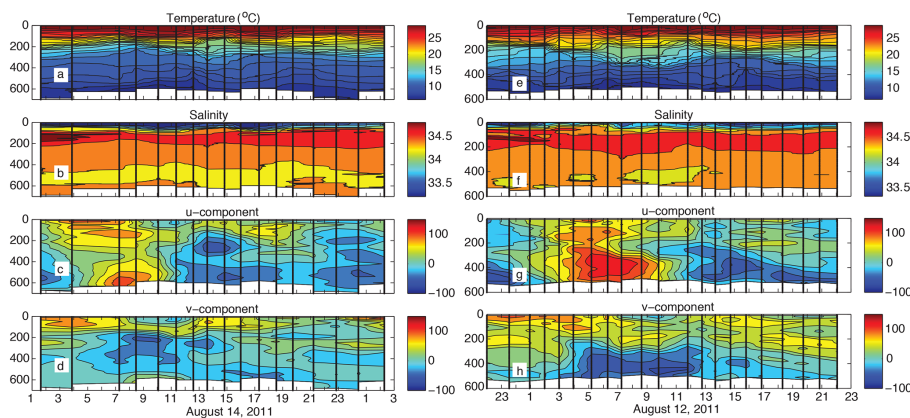 Temperature (°C)
0
200
400
600
a
25
20
15
10
Salinity
0
200
400
600
b
34.5
34
33.5
u−component
0
200
400
600
c
100
0
−100
v−component
0
200
400
600
d
100
0
−100
1 23 1 3 5 7 9 11 13 15 17 19 21 23 1 3
August 14, 2011
Temperature (°C)
0
200
400
600
e
25
20
15
10
Salinity
0
200
400
600
f
34.5
34
33.5
u−component
0
200
400
600
g
100
0
−100
v−component
0
200
400
600
h
100
0
−100
23 1 3 5 7 9 11 13 15 17 19 21 23
August 12, 2011